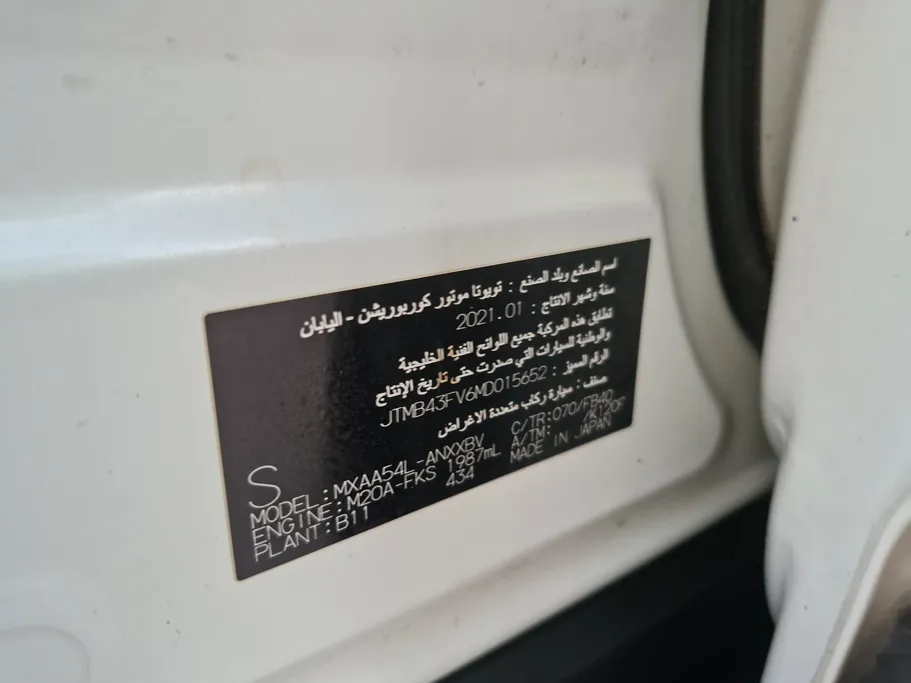 اسم الصانع وبلد الصنع : تويوتا موتور كوربوريشن - اليابان
سنة وشهر الانتاج : 2021.01
تطابق هذه المركبة جميع اللوائح الفنية الخليجية
والوطنية للسيارات التي صدرت حتى تاريخ الإنتاج
الرقم المميز : JTMB43FV6MD015652
صنف : سيارة ركاب متعددة الاغراض
S
MODEL:MXAA54L-ANXXBV C/TR:070/FB40
ENGINE:M20A-FKS 1987mL A/TM: /K120F
PLANT:B11 434 MADE IN JAPAN